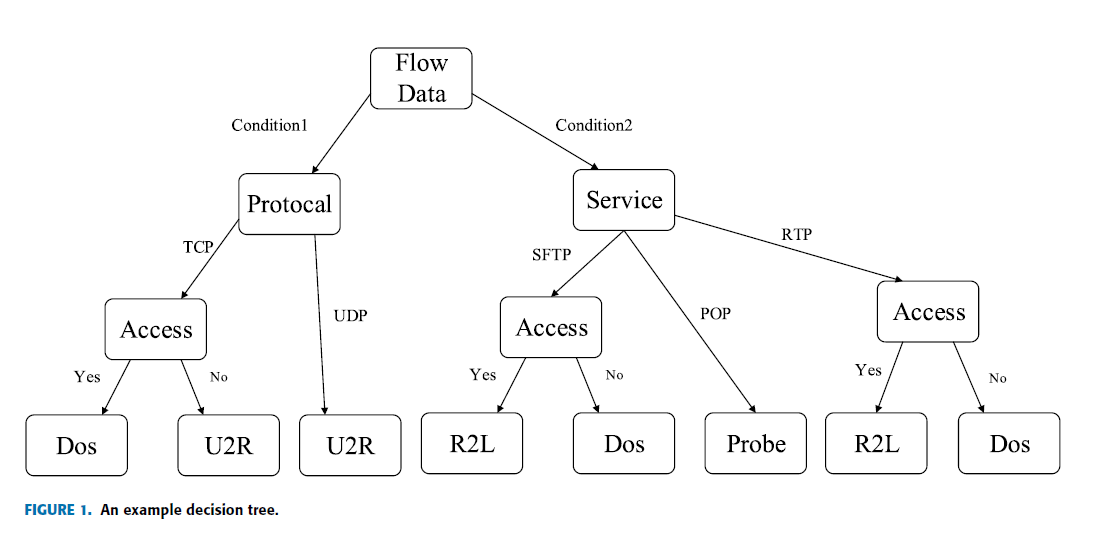 Flow
Data
Condition1
Condition2
Protocal
Service
TCP
UDP
SFTP
POP
RTP
Access
Access
Access
Yes
No
Yes
No
Yes
No
Dos
U2R
U2R
R2L
Dos
Probe
R2L
Dos
FIGURE 1. An example decision tree.